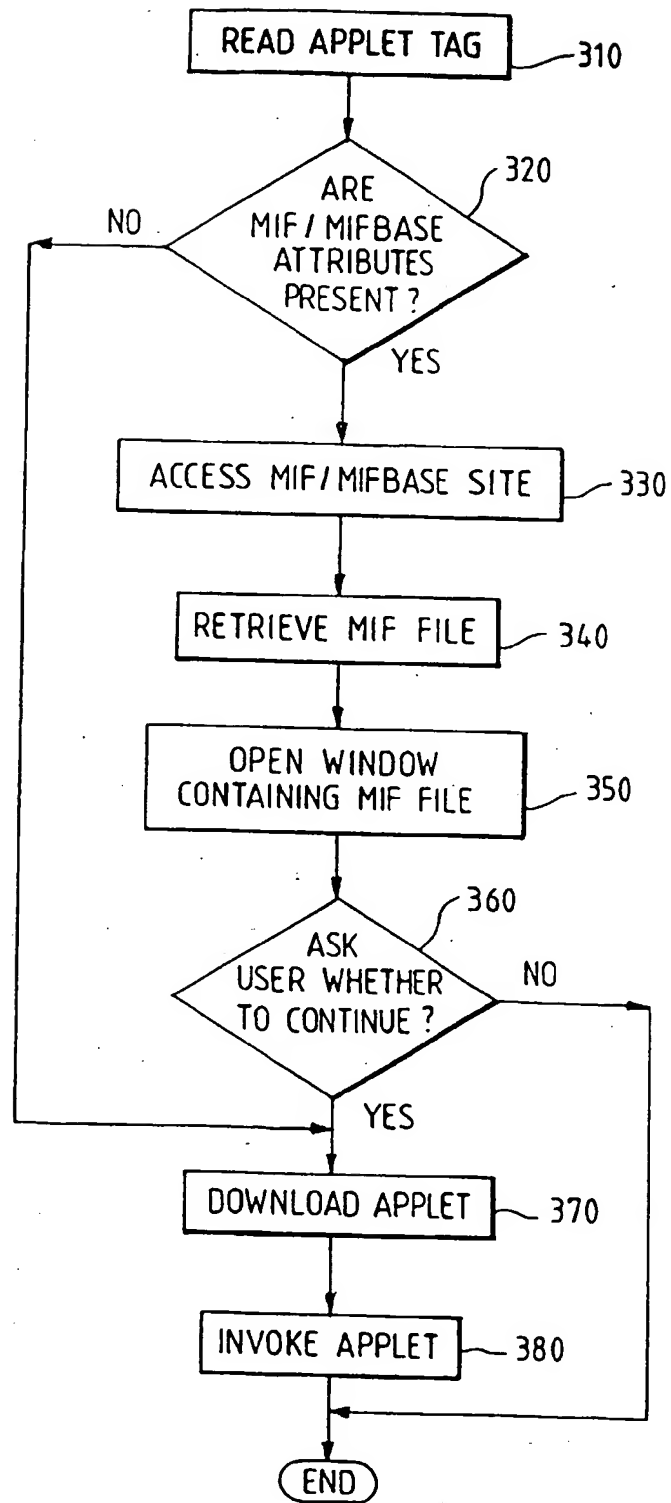 READ APPLET TAG
310
ARE
MIF / MIFBASE
ATTRIBUTES
PRESENT ?
320
NO
YES
ACCESS MIF/MIFBASE SITE
330
RETRIEVE MIF FILE
340
OPEN WINDOW
CONTAINING MIF FILE
350
360
ASK
USER WHETHER
TO CONTINUE ?
NO
YES
DOWNLOAD APPLET
370
INVOKE APPLET
380
END